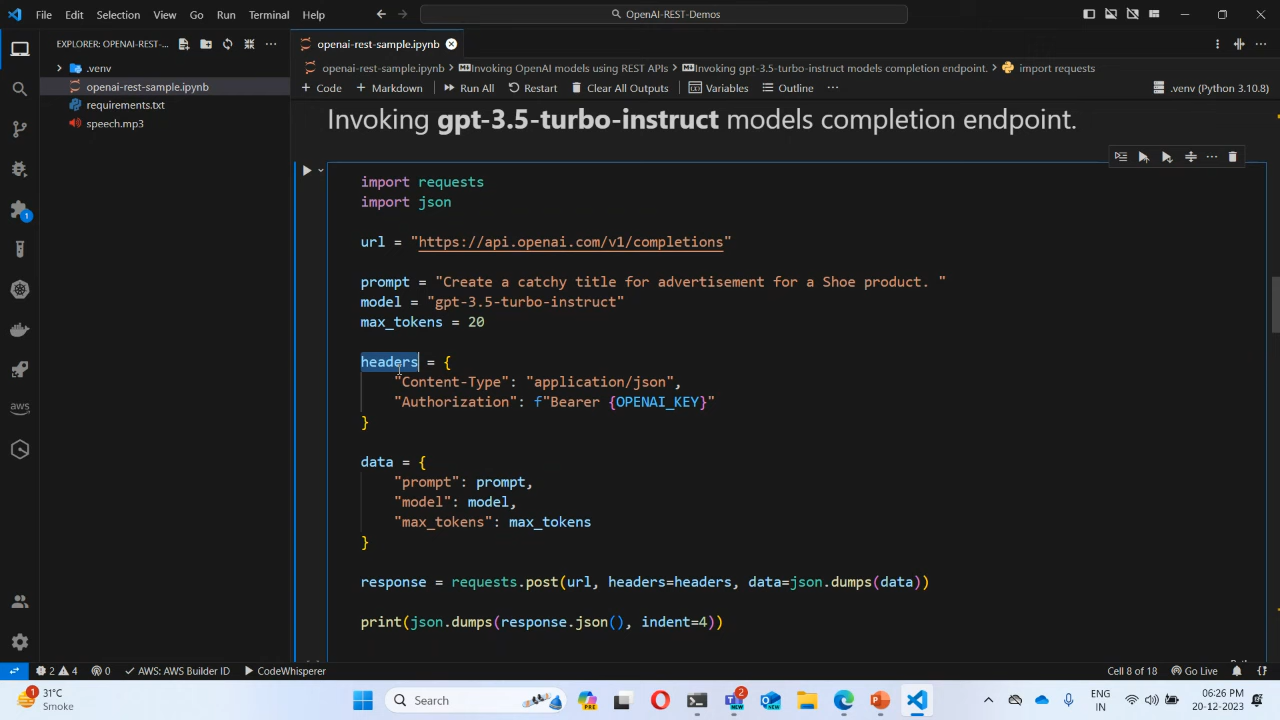 File Edit Selection View Go Run Terminal Help
OpenAI-REST-Demos
EXPLORER: OPENAI-REST-...
openai-rest-sample.ipynb
.venv
openai-rest-sample.ipynb
requirements.txt
speech.mp3
openai-rest-sample.ipynb > Invoking OpenAI models using REST APIs > Invoking gpt-3.5-turbo-instruct models completion endpoint. > import requests
+ Code + Markdown Run All Restart Clear All Outputs Variables Outline ... .venv (Python 3.10.8)
Invoking gpt-3.5-turbo-instruct models completion endpoint.
import requests
import json
url = "https://api.openai.com/v1/completions"
prompt = "Create a catchy title for advertisement for a Shoe product. "
model = "gpt-3.5-turbo-instruct"
max_tokens = 20
headers = {
"Content-Type": "application/json",
"Authorization": f"Bearer {OPENAI_KEY}"
}
data = {
"prompt": prompt,
"model": model,
"max_tokens": max_tokens
}
response = requests.post(url, headers=headers, data=json.dumps(data))
print(json.dumps(response.json(), indent=4))
1
aws
2 4 0 AWS: AWS Builder ID CodeWhisperer Cell 8 of 18 Go Live
1
31°C
Smoke
Search
PRE
2
NEW
NEW
ENG
IN
06:26 PM
20-12-2023